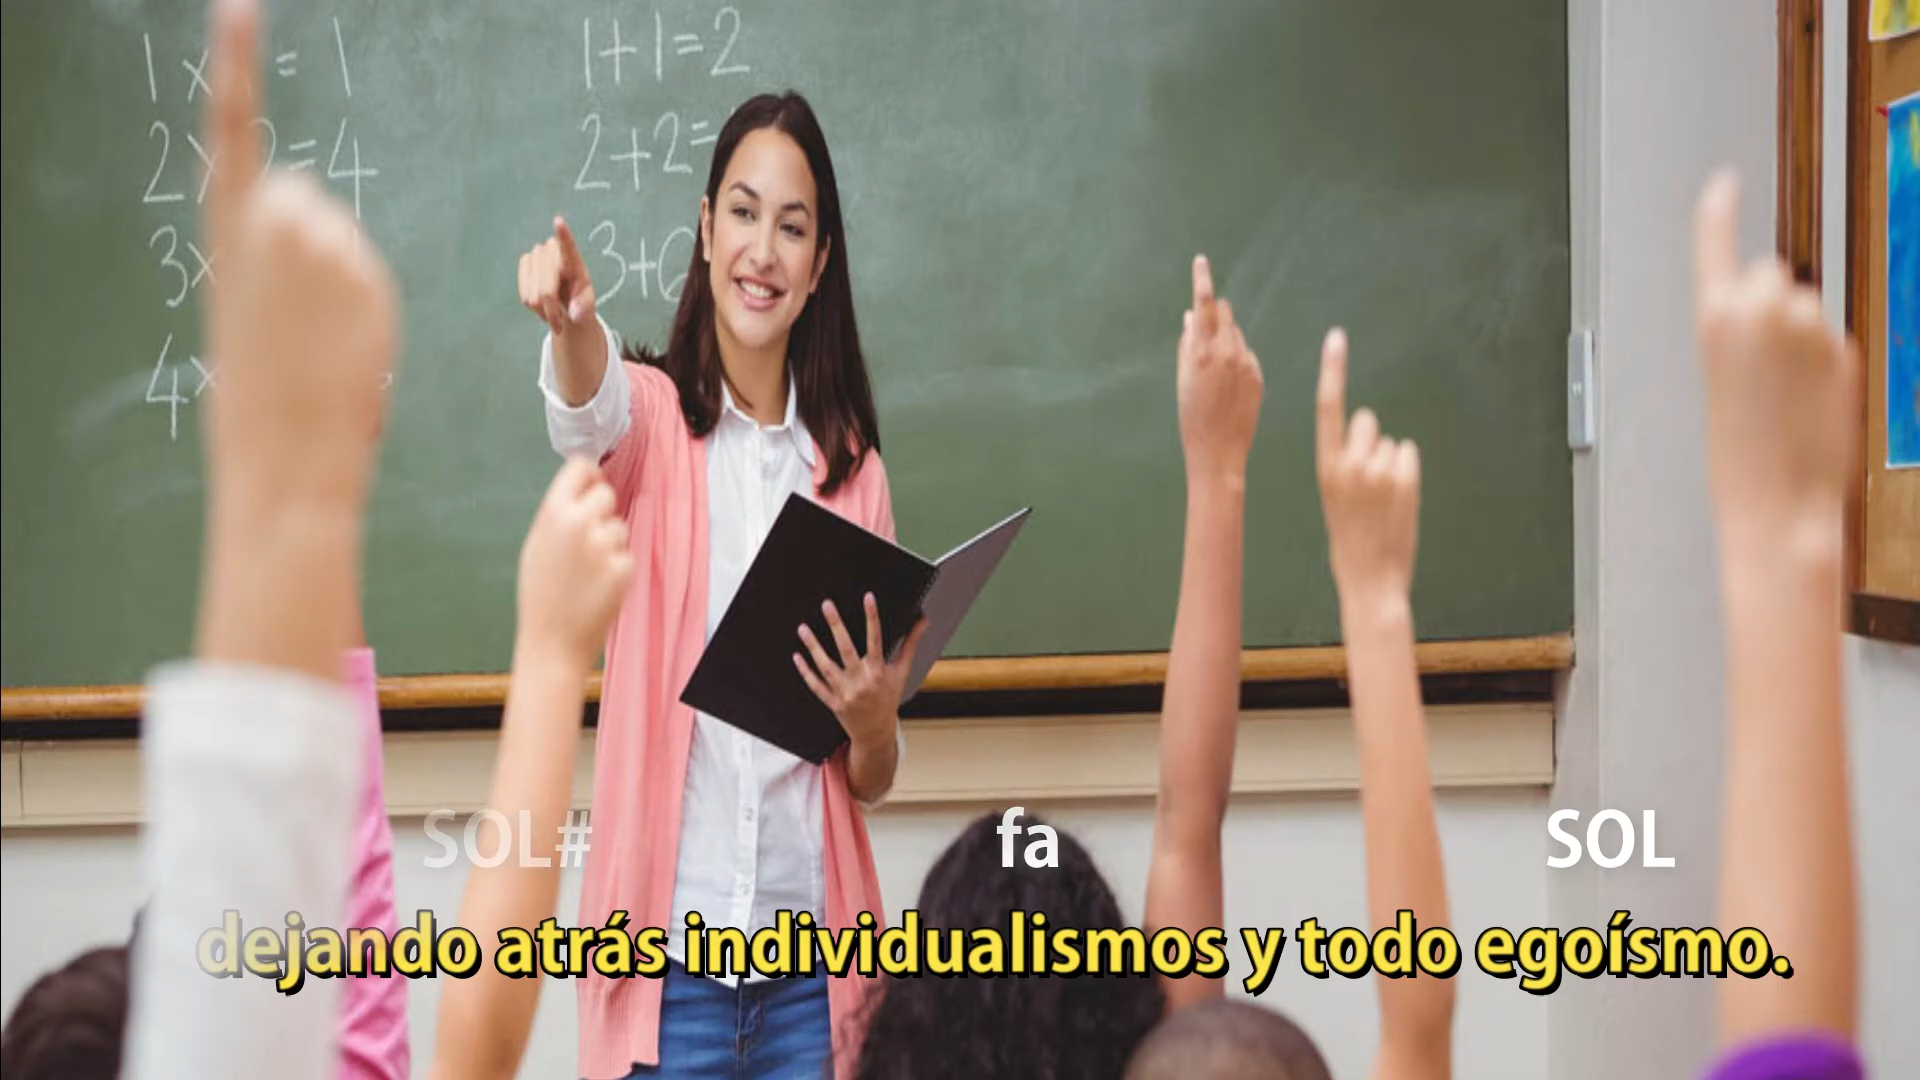 1+1=2
2+2=
SOL# fa SOL
dejando atrás individualismos y todo egoísmo.